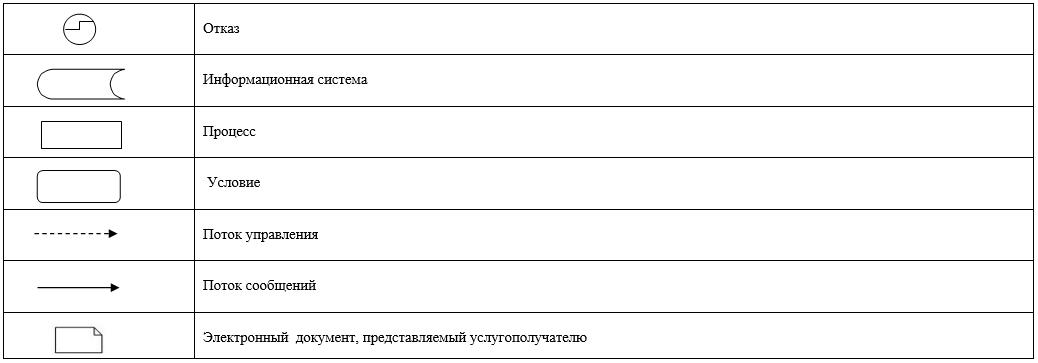 Отказ
Информационная система
Процесс
Условие
Поток управления
Поток сообщений
Электронный документ, представляемый услугополучателю